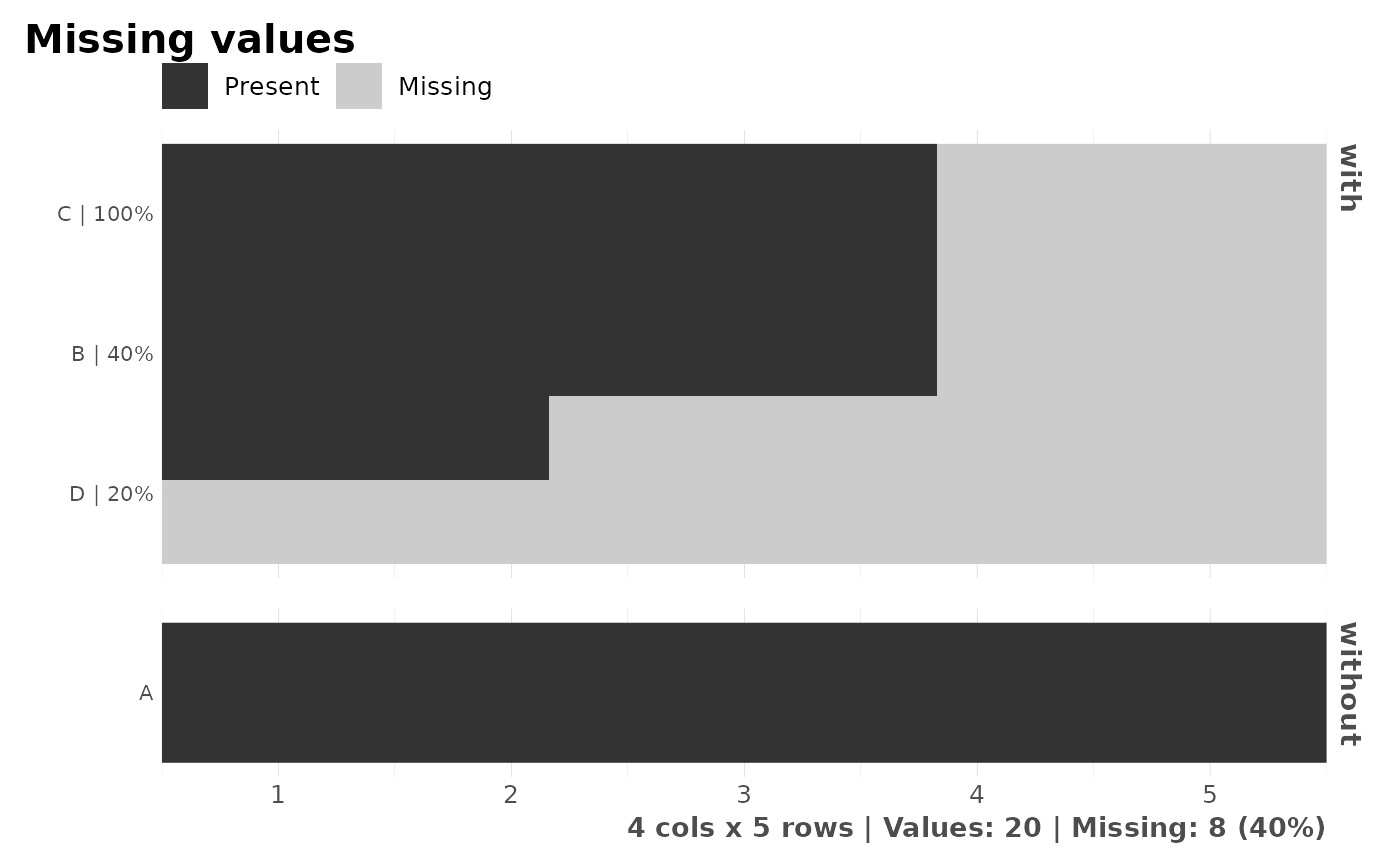 Missing values
Present Missing
with
C | 100%
B | 40%
D | 20%
without
A
1 2 3 4 5
4 cols x 5 rows | Values: 20 | Missing: 8 (40%)